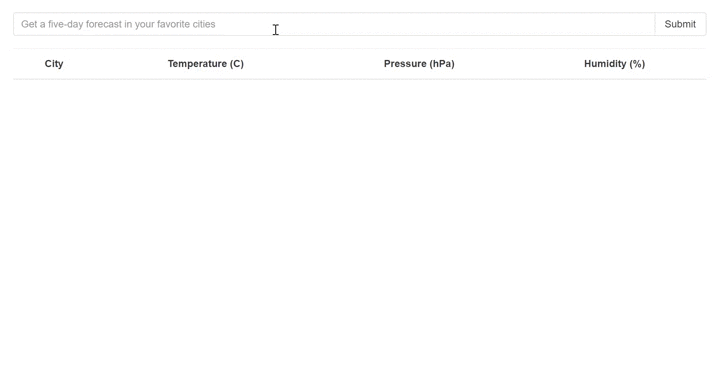 Get a five-day forecast in your favorite cities Submit
City Temperature (C) Pressure (hPa) Humidity (%)